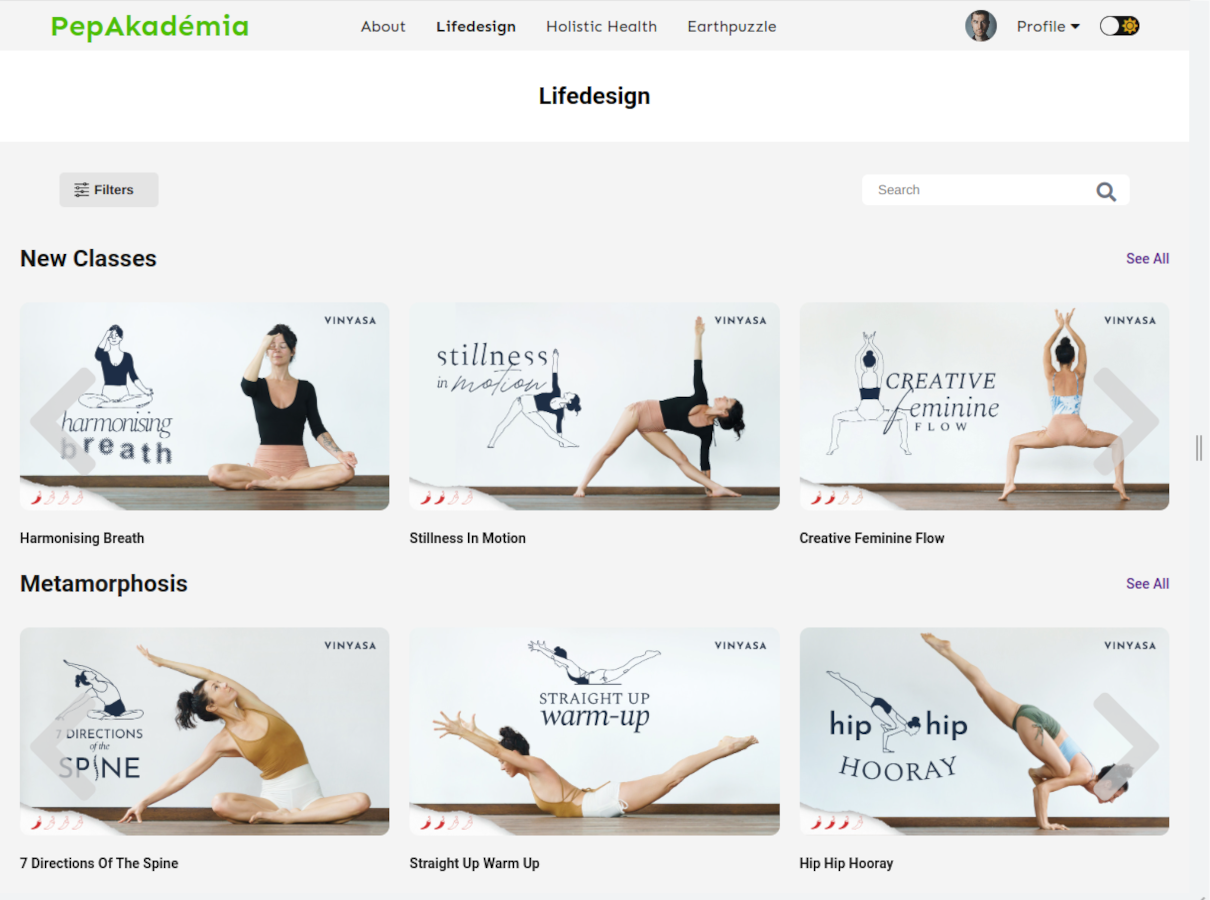 PepAkadémia
About Lifedesign Holistic Health Earthpuzzle Profile
Lifedesign
Filters
Search
New Classes
See All
VINYASA
harmonising
breath
VINYASA
stillness
in motion
VINYASA
CREATIVE
feminine
FLOW
Harmonising Breath
Stillness In Motion
Creative Feminine Flow
Metamorphosis
See All
VINYASA
7 DIRECTIONS
of the
SPINE
VINYASA
STRAIGHT UP
warm-up
VINYASA
hip hip
HOORAY
7 Directions Of The Spine
Straight Up Warm Up
Hip Hip Hooray